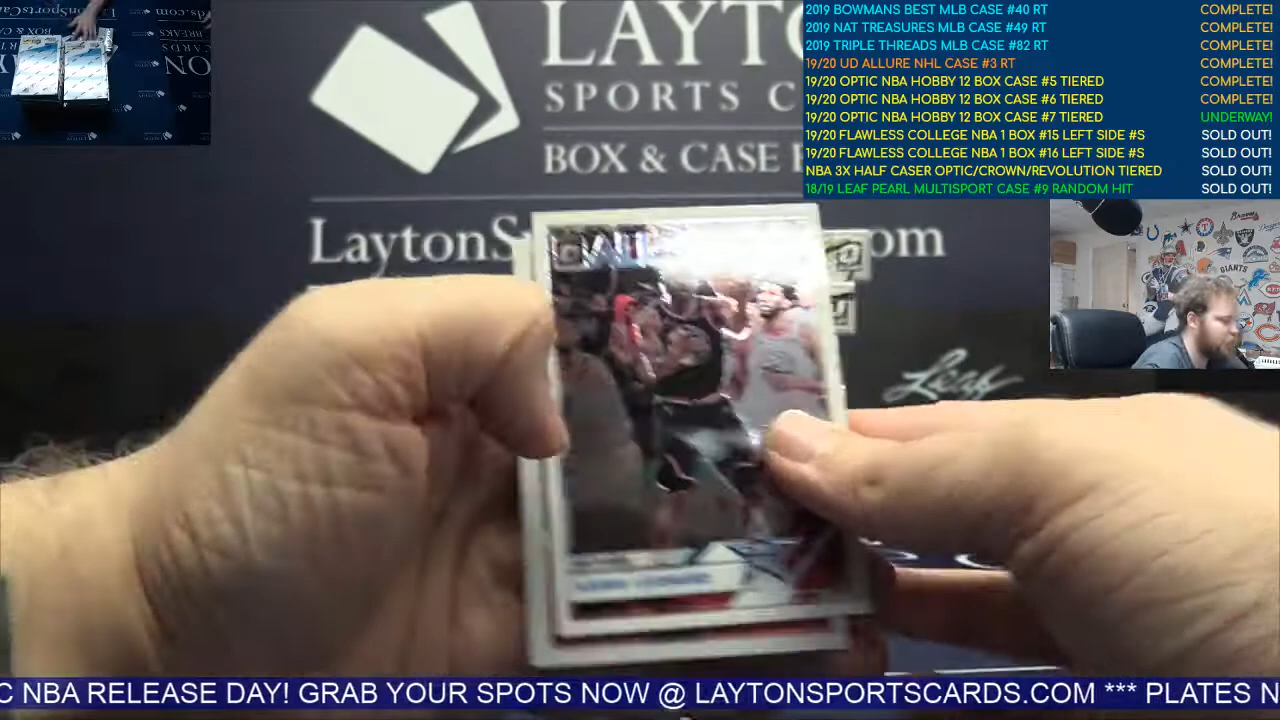 2019 BOWMANS BEST MLB CASE #40 RT COMPLETE!
2019 NAT TREASURES MLB CASE #49 RT COMPLETE!
2019 TRIPLE THREADS MLB CASE #82 RT COMPLETE!
19/20 UD ALLURE NHL CASE #3 RT COMPLETE!
19/20 OPTIC NBA HOBBY 12 BOX CASE #5 TIERED COMPLETE!
19/20 OPTIC NBA HOBBY 12 BOX CASE #6 TIERED COMPLETE!
19/20 OPTIC NBA HOBBY 12 BOX CASE #7 TIERED UNDERWAY!
19/20 FLAWLESS COLLEGE NBA 1 BOX #15 LEFT SIDE #S SOLD OUT!
19/20 FLAWLESS COLLEGE NBA 1 BOX #16 LEFT SIDE #S SOLD OUT!
NBA 3X HALF CASER OPTIC/CROWN/REVOLUTION TIERED SOLD OUT!
18/19 LEAF PEARL MULTISPORT CASE #9 RANDOM HIT SOLD OUT!
LAYTO
SPORTS C
BOX & CASE
LaytonS om
Leaf
C NBA RELEASE DAY! GRAB YOUR SPOTS NOW @ LAYTONSPORTSCARDS.COM *** PLATES N